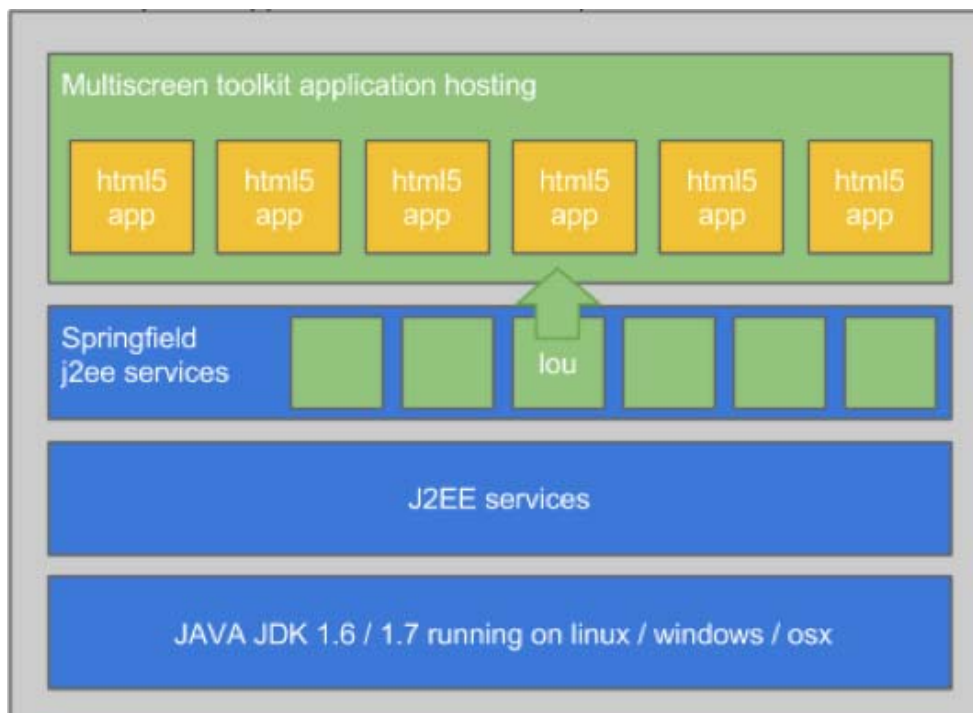 Multiscreen toolkit application hosting
html5 app
html5 app
html5 app
html5 app
html5 app
html5 app
Springfield
j2ee services
lou
J2EE services
JAVA JDK 1.6 / 1.7 running on linux / windows / osx